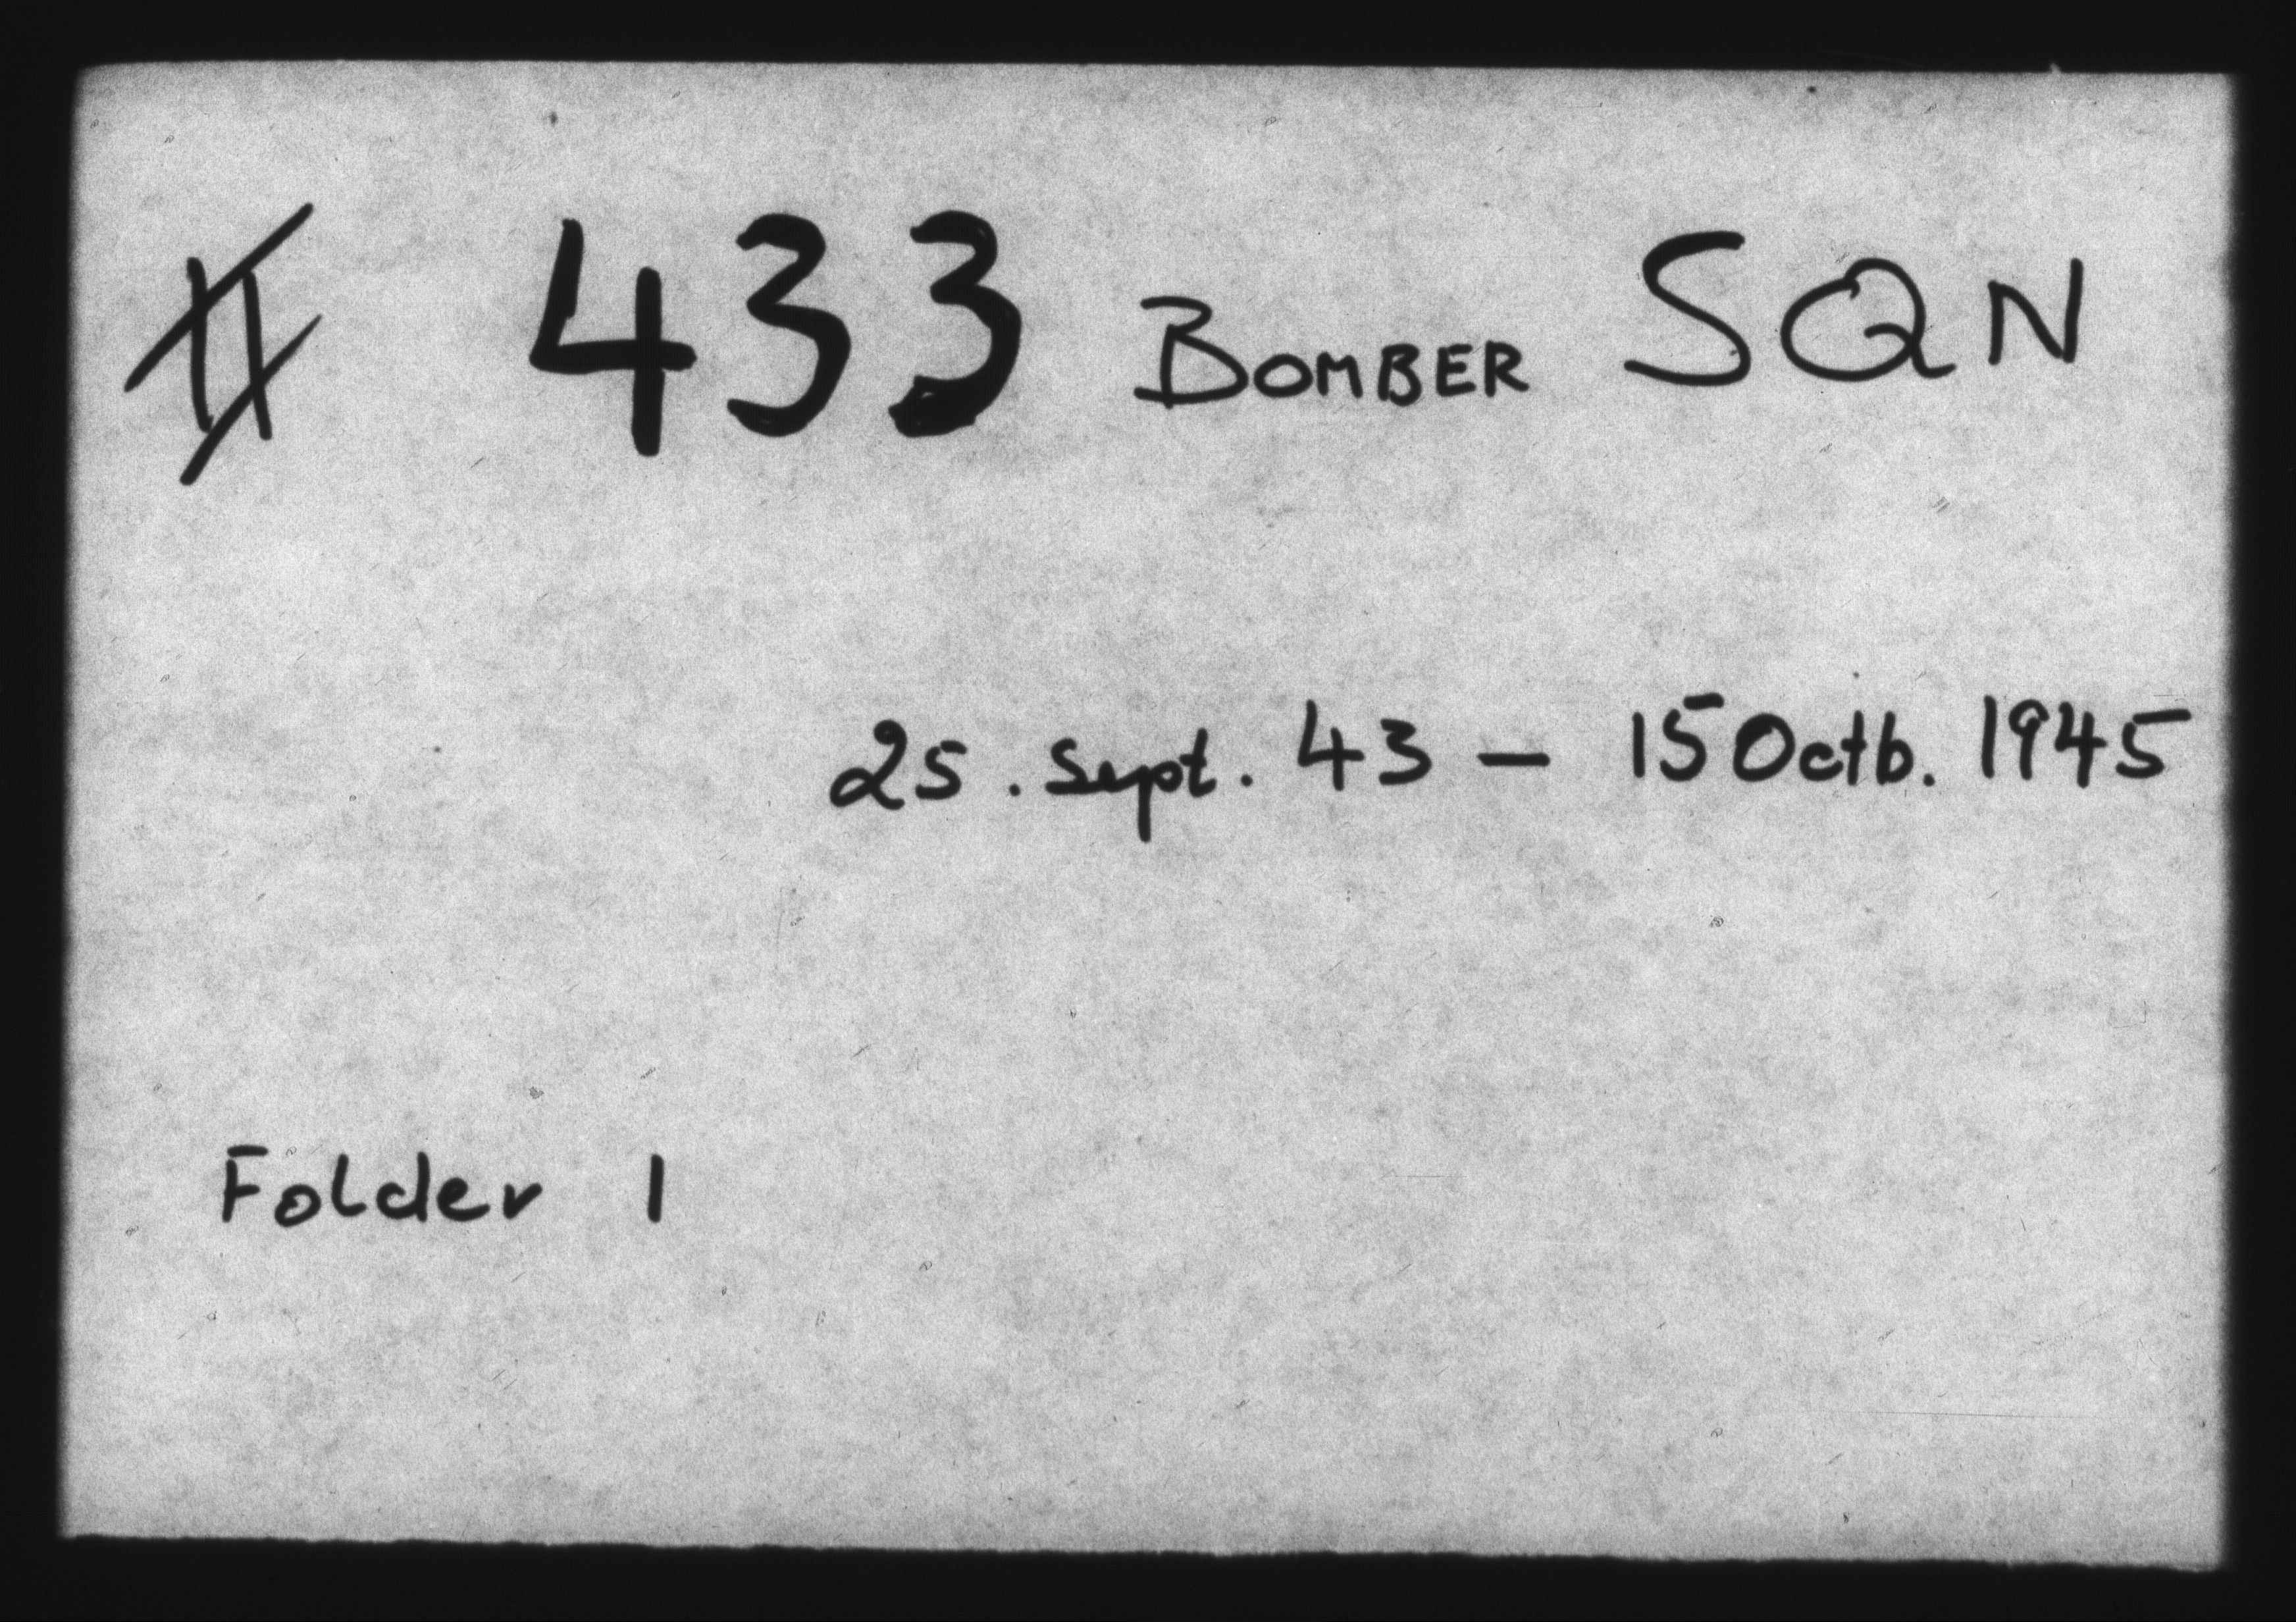 # 433 BOMBER SQN
25. Sept. 43 — 15 Octb. 1945
Folder 1